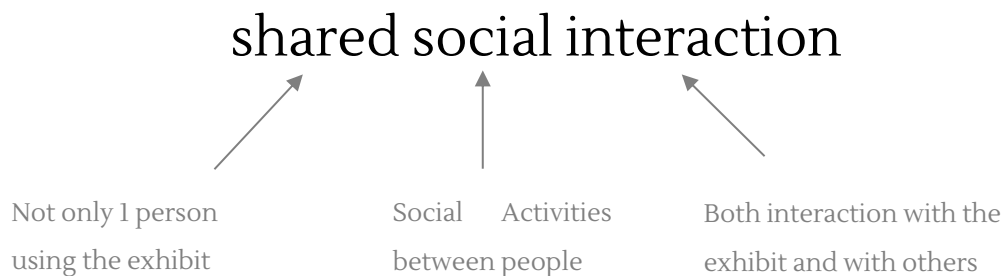 shared social interaction
Not only 1 person
using the exhibit
Social Activities
between people
Both interaction with the
exhibit and with others